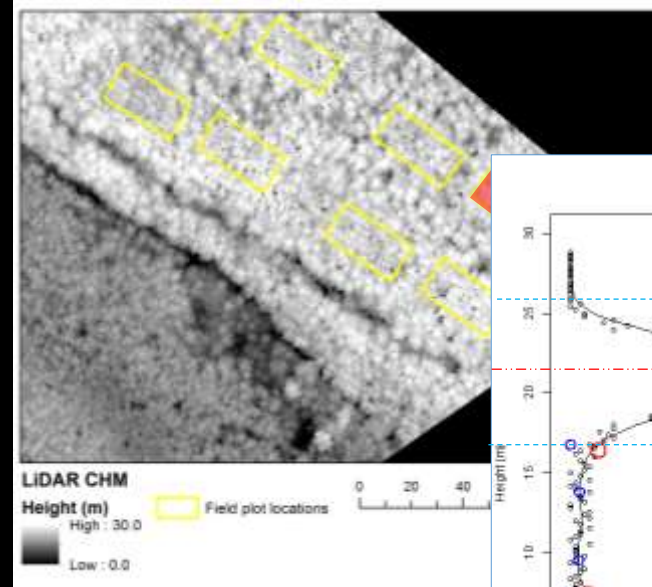 LiDAR CHM
Height (m)
High : 30.0
Low : 0.0
Field plot locations
0 20 40
30
25
20
15
10
Height (m)